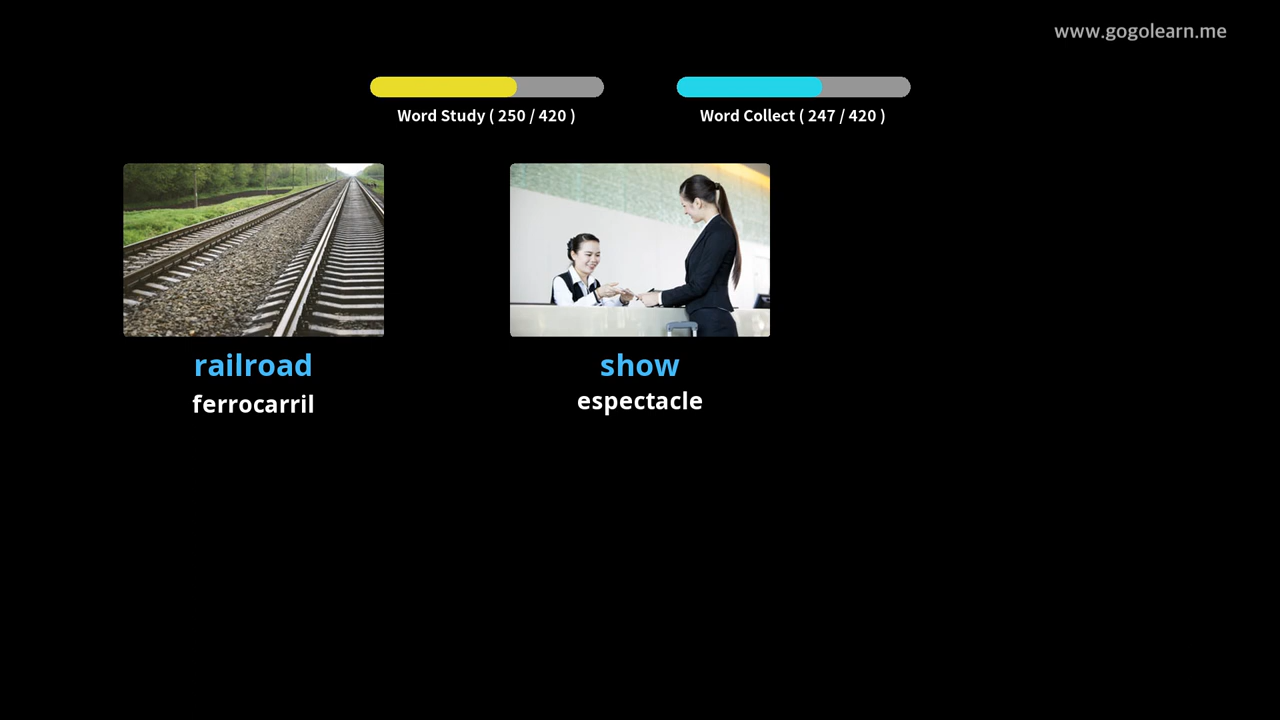 www.gogolearn.me
Word Study ( 250 / 420 )
Word Collect ( 247 / 420 )
railroad
ferrocarril
show
espectacle